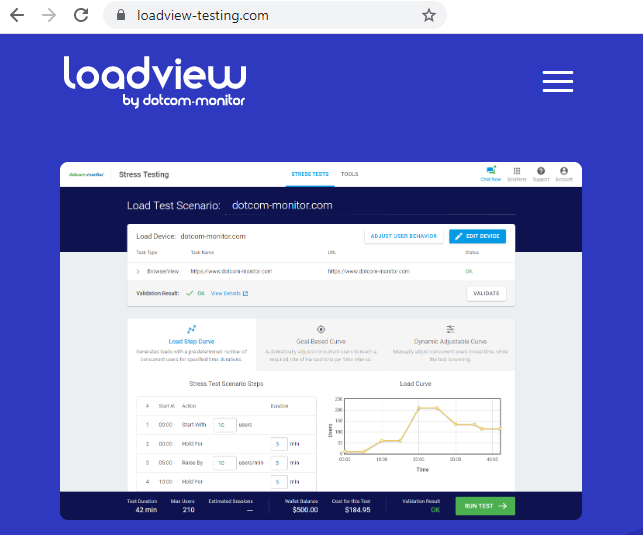 loadview-testing.com
loadview
by dotcom-monitor
dotcom-monitor Stress Testing STRESS TESTS TOOLS Chat Now Solutions Support Account
Load Test Scenario: dotcom-monitor.com
Load Device: dotcom-monitor.com ADJUST USER BEHAVIOR EDIT DEVICE
Task Type Task Name URL Status
BrowserView https://www.dotcom-monitor.com https://www.dotcom-monitor.com OK
Validation Result: OK View Details VALIDATE
Load Step Curve Goal-Based Curve Dynamic Adjustable Curve
Generates loads with a pre-determined number of Automatically adjusts concurrent users to reach a Manually adjust concurrent users in real time, while
concurrent users for specified time durations. required rate of transactions per time interval. the test is running.
Stress Test Scenario Steps Load Curve
# Start At Action Duration
1 00:00 Start With 10 users
2 00:00 Hold For 5 min
3 05:00 Raise By 10 users/min 5 min
4 10:00 Hold For 5 min
250
200
150
100
50
0
Users
00:00 10:00 20:00 30:00 40:00
Time
Test Duration Max Users Estimated Sessions Wallet Balance Cost for this Test Validation Result
42 min 210 — $500.00 $184.95 OK RUN TEST